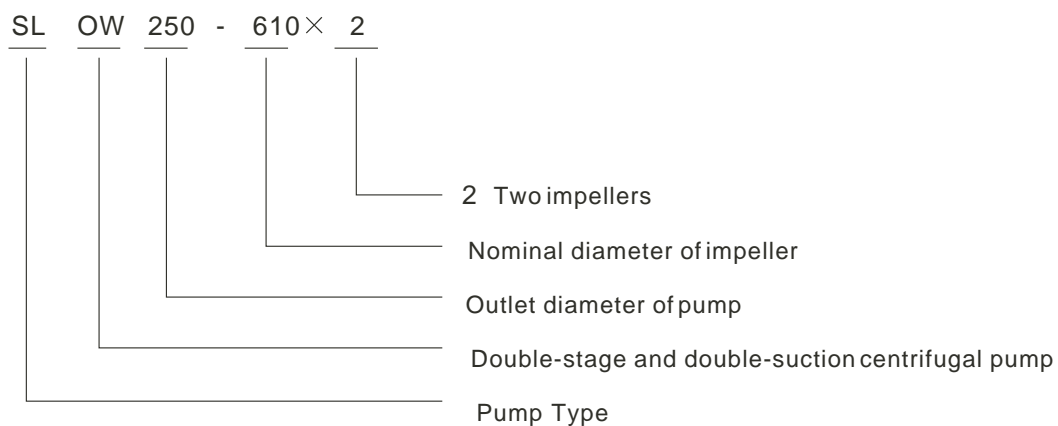 SL OW 250 - 610× 2
2 Two impellers
Nominal diameter of impeller
Outlet diameter of pump
Double-stage and double-suction centrifugal pump
Pump Type